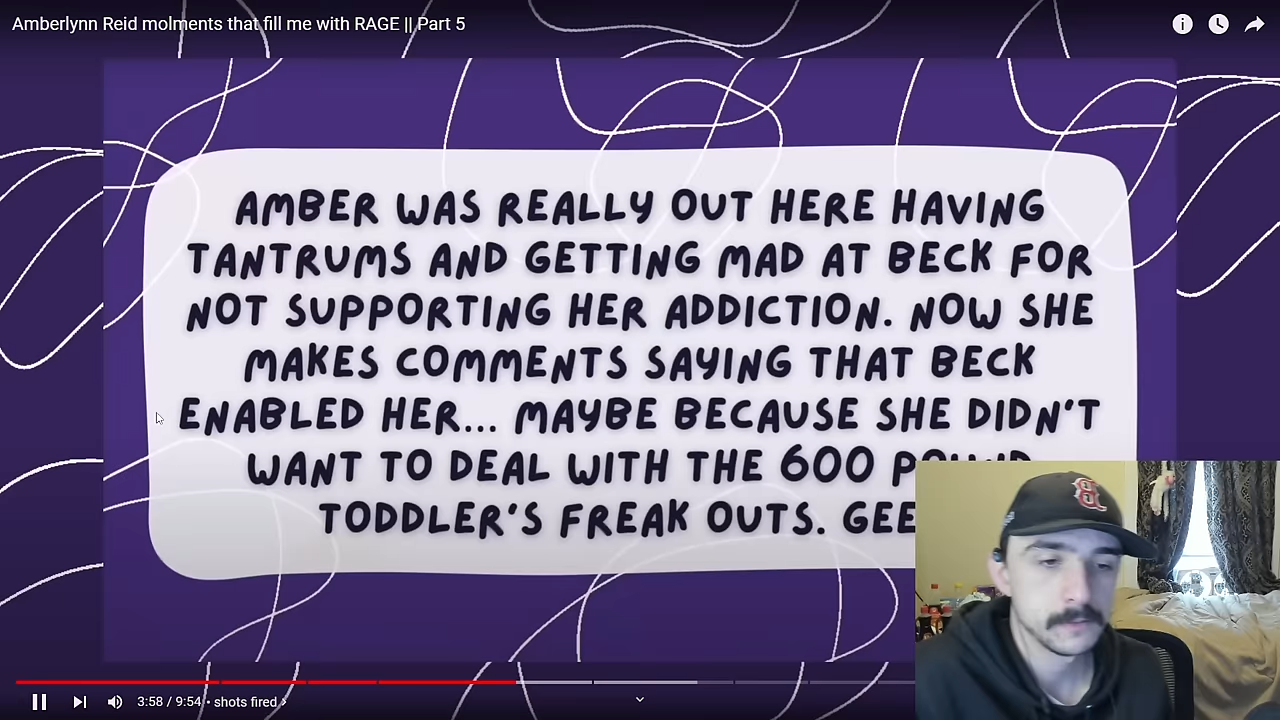 Amberlynn Reid molments that fill me with RAGE || Part 5
AMBER WAS REALLY OUT HERE HAVING
TANTRUMS AND GETTING MAD AT BECK FOR
NOT SUPPORTING HER ADDICTION. NOW SHE
MAKES COMMENTS SAYING THAT BECK
ENABLED HER... MAYBE BECAUSE SHE DIDN'T
WANT TO DEAL WITH THE 600 POUND
TODDLER'S FREAK OUTS. GEE
B
3:58 / 9:54 • shots fired ›